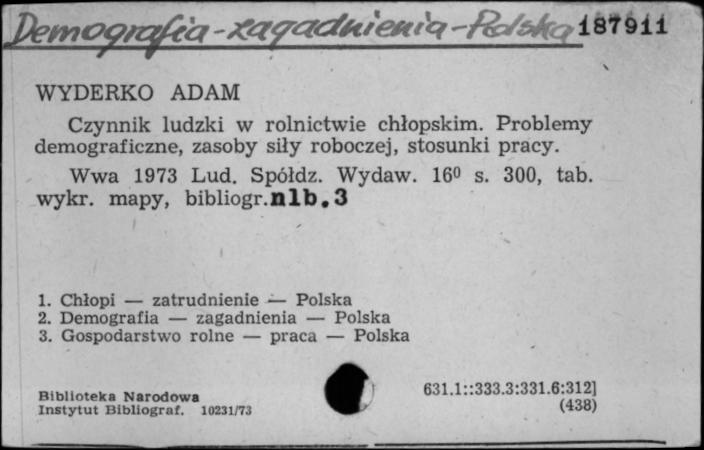 Demografia - zagadnienia - Polska 187911
WYDERKO ADAM
Czynnik ludzki w rolnictwie chłopskim. Problemy
demograficzne, zasoby siły roboczej, stosunki pracy.
Wwa 1973 Lud. Spółdz. Wydaw. 16⁰ s. 300, tab.
wykr. mapy, bibliogr. nlb. 3
1. Chłopi — zatrudnienie — Polska
2. Demografia — zagadnienia — Polska
3. Gospodarstwo rolne — praca — Polska
631.1::333.3:331.6:312]
(438)
Biblioteka Narodowa
Instytut Bibliograf. 10231/73